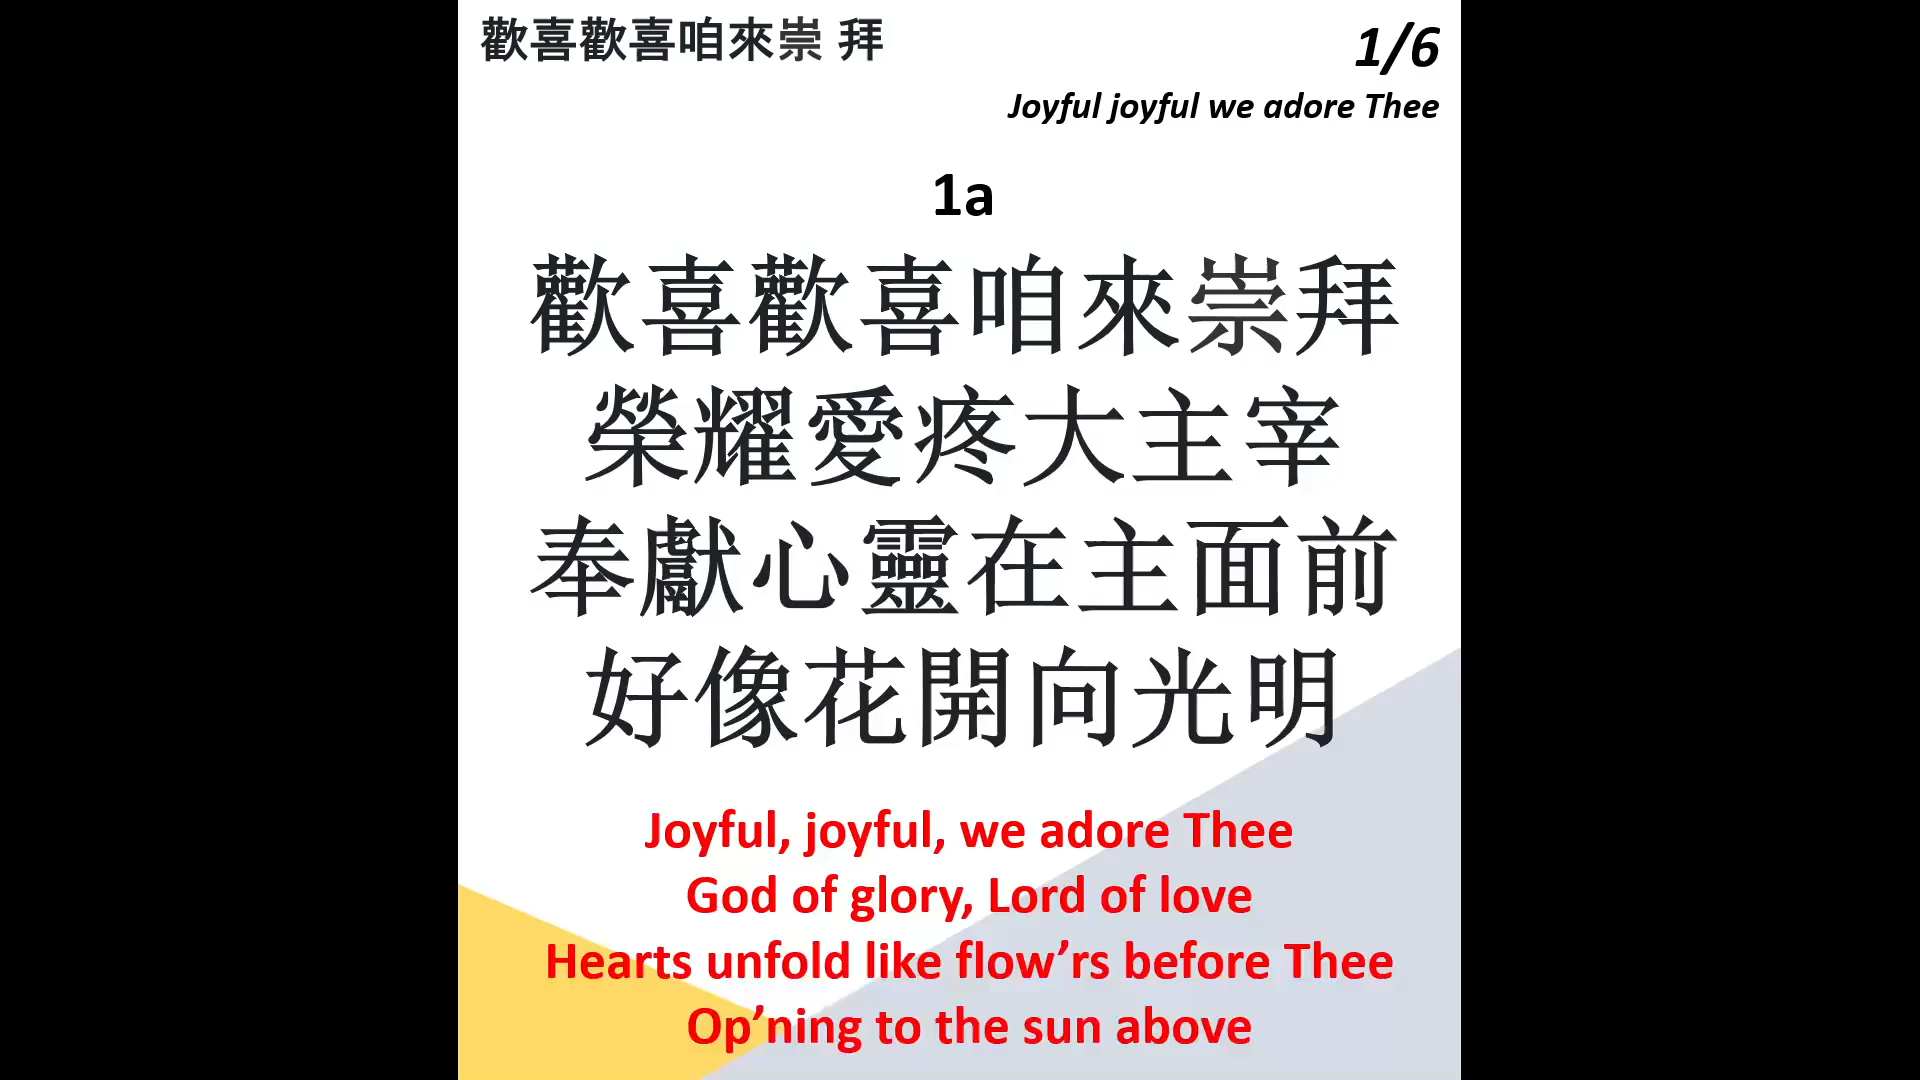 歡喜歡喜咱來崇 拜
1/6
Joyful joyful we adore Thee
1a
歡喜歡喜咱來崇拜
榮耀愛疼大主宰
奉獻心靈在主面前
好像花開向光明
Joyful, joyful, we adore Thee
God of glory, Lord of love
Hearts unfold like flow’rs before Thee
Op’ning to the sun above